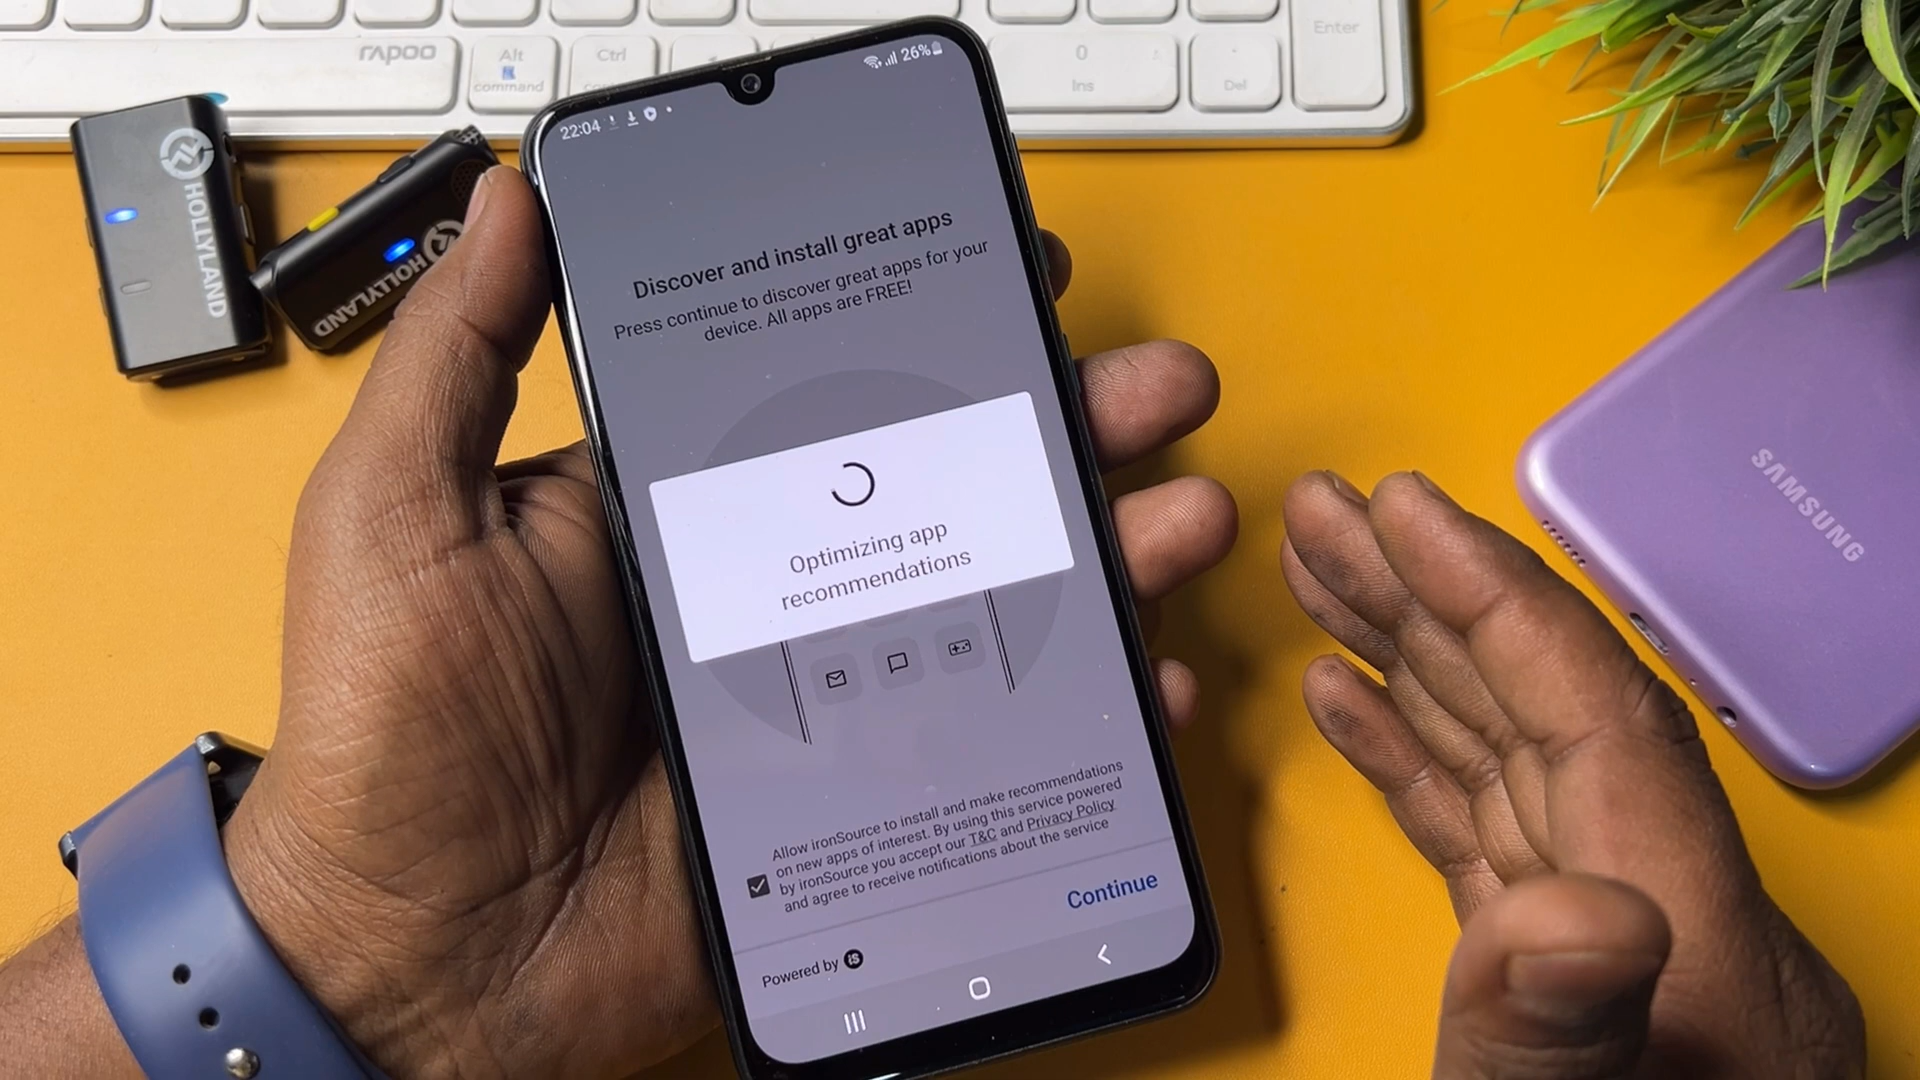 rapoo
Alt
command
Ctrl
0
Ins
Del
Enter
HOLLYLAND
HOLLYLAND
22:04
26%
Discover and install great apps
Press continue to discover great apps for your
device. All apps are FREE!
Optimizing app
recommendations
Allow ironSource to install and make recommendations
on new apps of interest. By using this service powered
by ironSource you accept our T&C and Privacy Policy
and agree to receive notifications about the service
Continue
Powered by iS
SAMSUNG